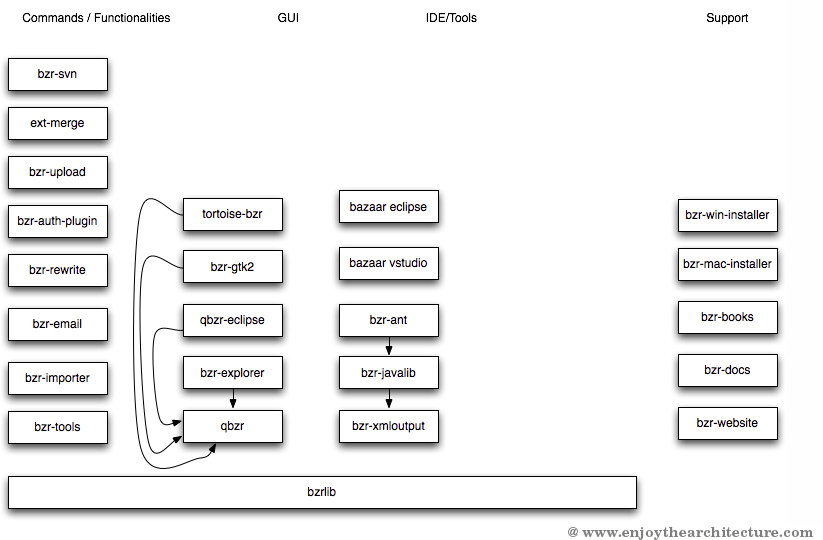 Commands / Functionalities
GUI
IDE/Tools
Support
bzr-svn
ext-merge
bzr-upload
bzr-auth-plugin
bzr-rewrite
bzr-email
bzr-importer
bzr-tools
tortoise-bzr
bzr-gtk2
qbzr-eclipse
bzr-explorer
qbzr
bazaar eclipse
bazaar vstudio
bzr-ant
bzr-javalib
bzr-xmloutput
bzr-win-installer
bzr-mac-installer
bzr-books
bzr-docs
bzr-website
bzrlib
@ www.enjoythearchitecture.com